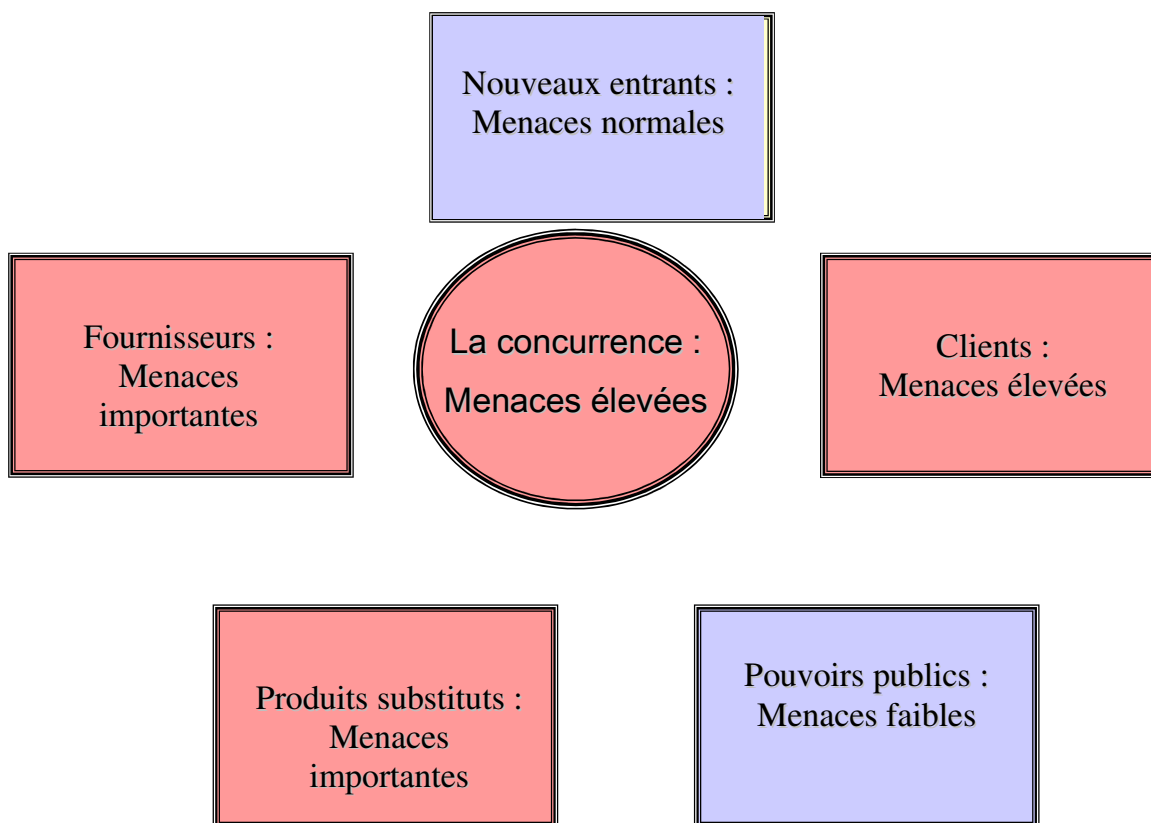 Nouveaux entrants :
Menaces normales
Fournisseurs :
Menaces
importantes
La concurrence :
Menaces élevées
Clients :
Menaces élevées
Produits substituts :
Menaces
importantes
Pouvoirs publics :
Menaces faibles